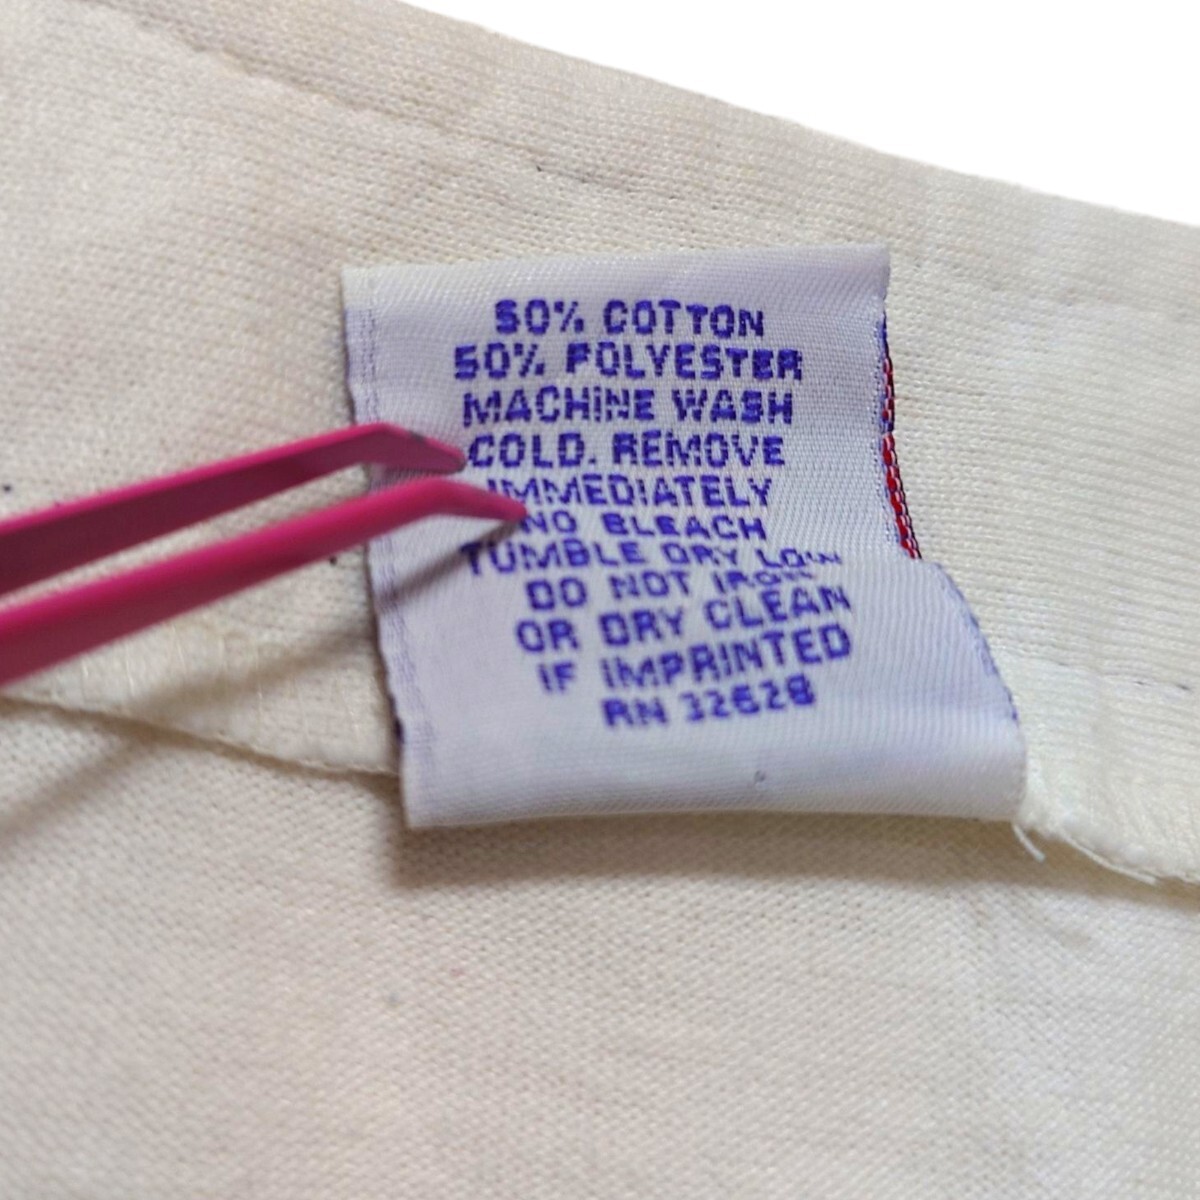 50% COTTON
50% POLYESTER
MACHINE WASH
COLD. REMOVE
IMMEDIATELY
NO BLEACH
TUMBLE DRY LOW
DO NOT IRON
OR DRY CLEAN
IF IMPRINTED
RN 32628